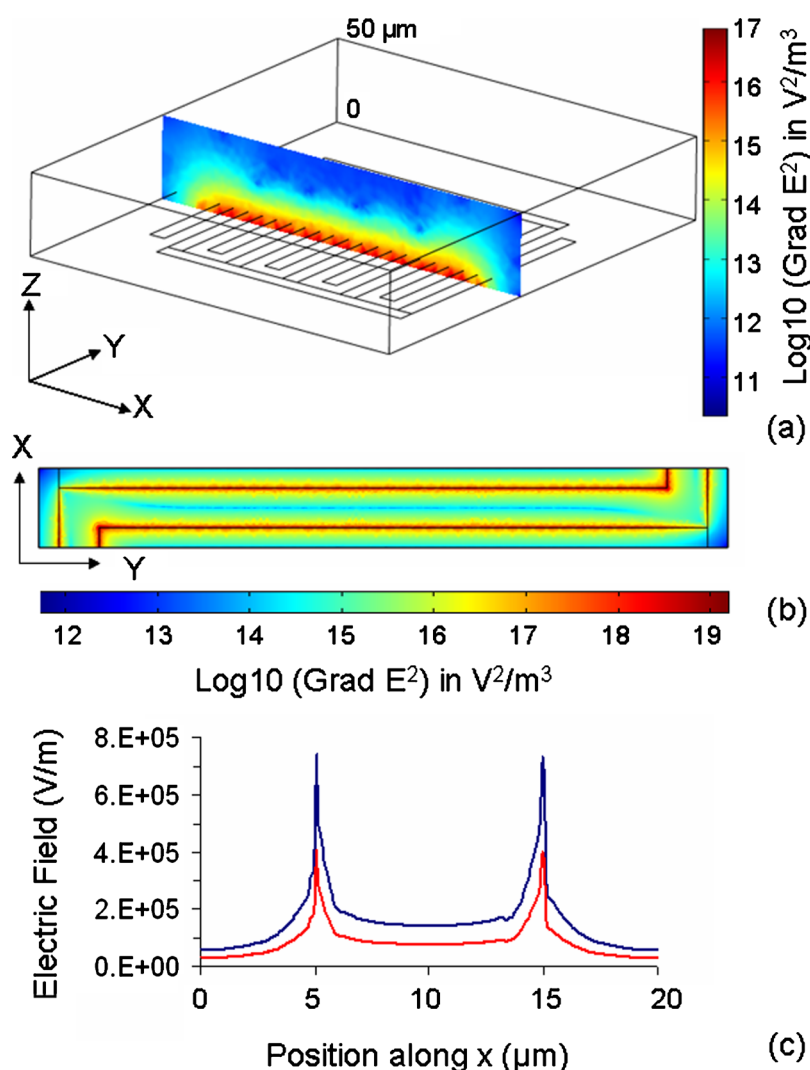 50 µm
0
17
16
15
14
13
12
11
Log10 (Grad E²) in V²/m³
Z
Y
X
(a)
X
Y
12 13 14 15 16 17 18 19
(b)
Log10 (Grad E²) in V²/m³
8.E+05
6.E+05
4.E+05
2.E+05
0.E+00
Electric Field (V/m)
0 5 10 15 20
Position along x (µm)
(c)